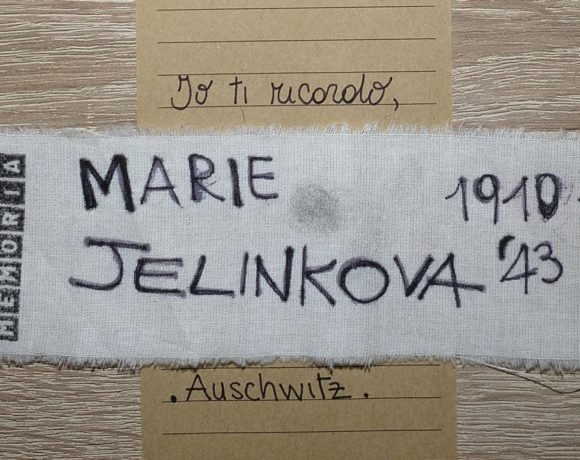 Io ti ricordo,
MEMORIA
MARIE 1910-
JELINKOVA '43
.Auschwitz.